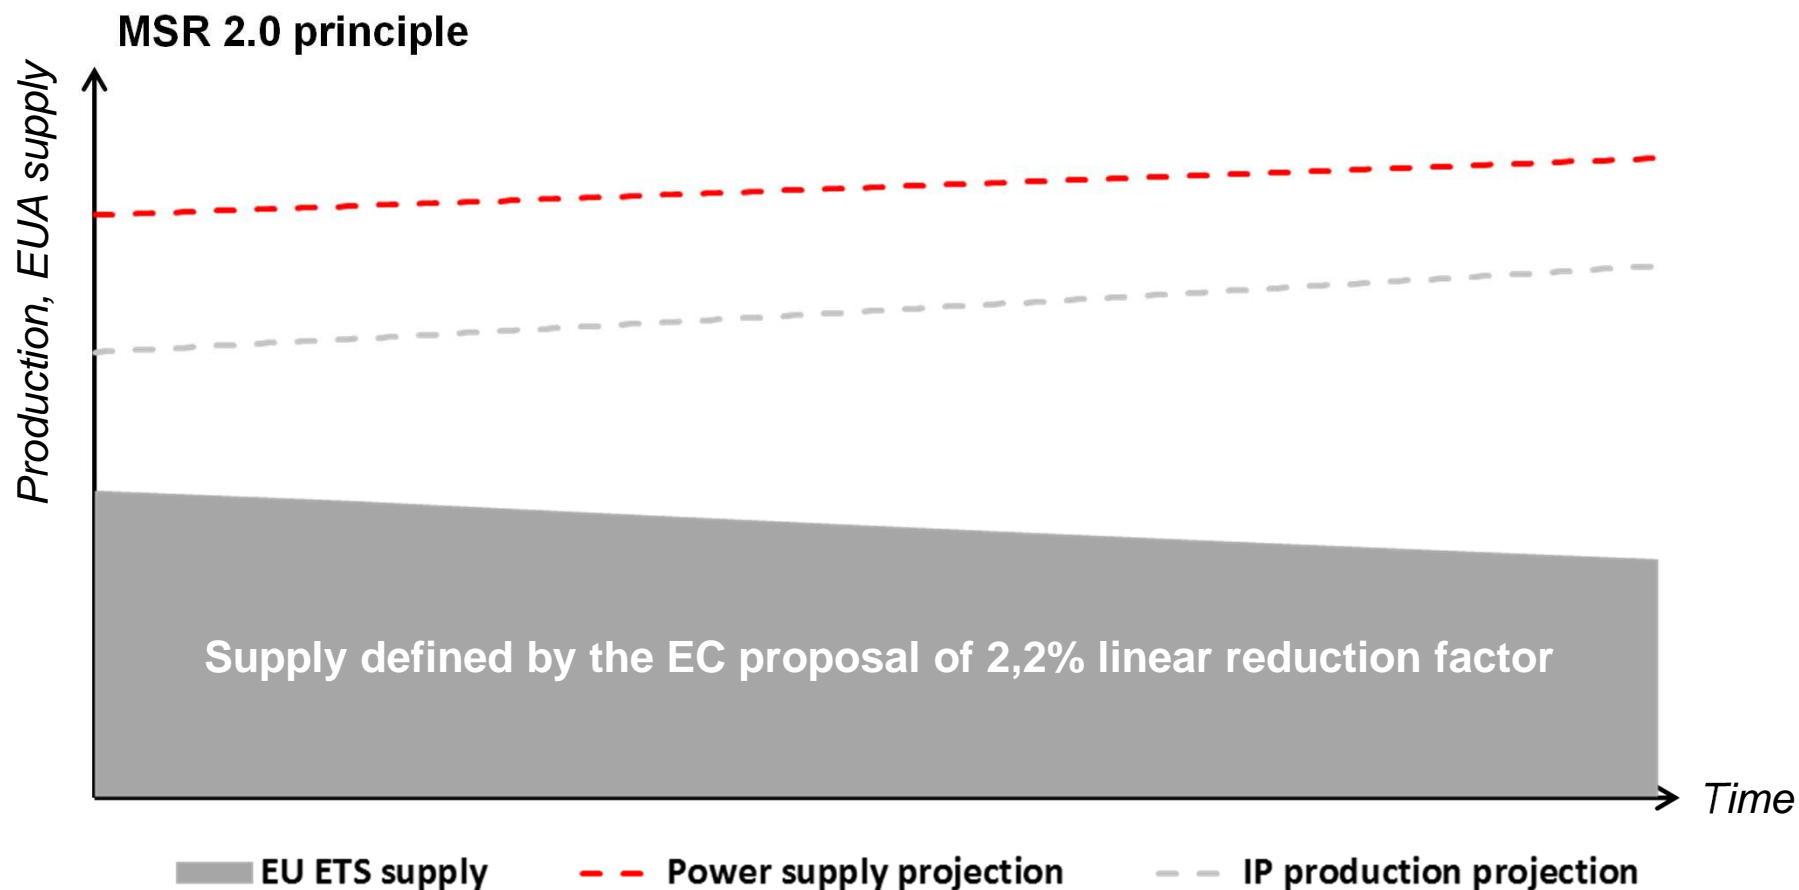 MSR 2.0 principle
Production, EUA supply
Supply defined by the EC proposal of 2,2% linear reduction factor
Time
EU ETS supply
Power supply projection
IP production projection